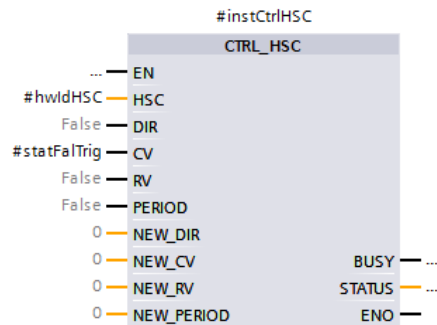 #instCtrlHSC
CTRL_HSC
... EN
#hwIdHSC HSC
False DIR
#statFalTrig CV
False RV
False PERIOD
0 NEW_DIR
0 NEW_CV BUSY ...
0 NEW_RV STATUS ...
0 NEW_PERIOD ENO